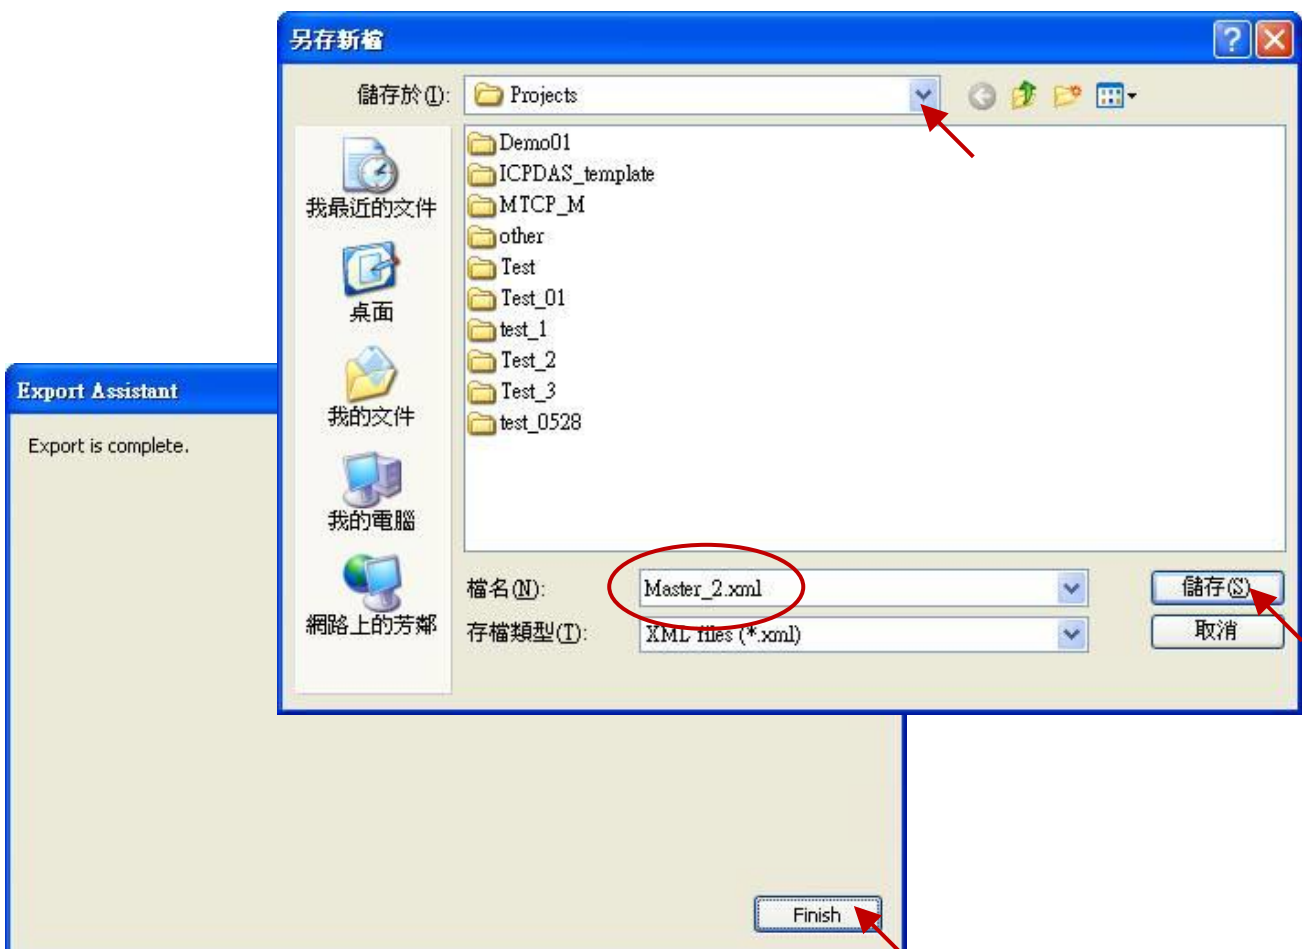 另存新檔
儲存於(I):
Projects
我最近的文件
桌面
我的文件
我的電腦
網路上的芳鄰
Demo01
ICPDAS_template
MTCP_M
other
Test
Test_01
test_1
Test_2
Test_3
test_0528
檔名(N):
Master_2.xml
儲存(S)
存檔類型(T):
XML files (*.xml)
取消
Export Assistant
Export is complete.
Finish